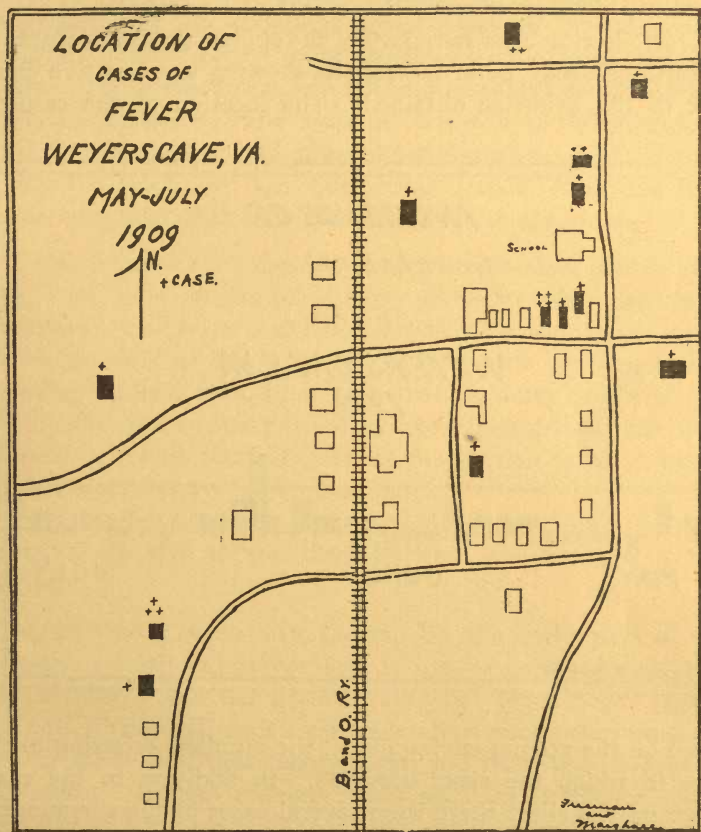 LOCATION OF
CASES OF
FEVER
WEYERS CAVE, VA.
MAY-JULY
1909
N.
+ CASE.
SCHOOL
B. and O. Ry.
Freeman
and